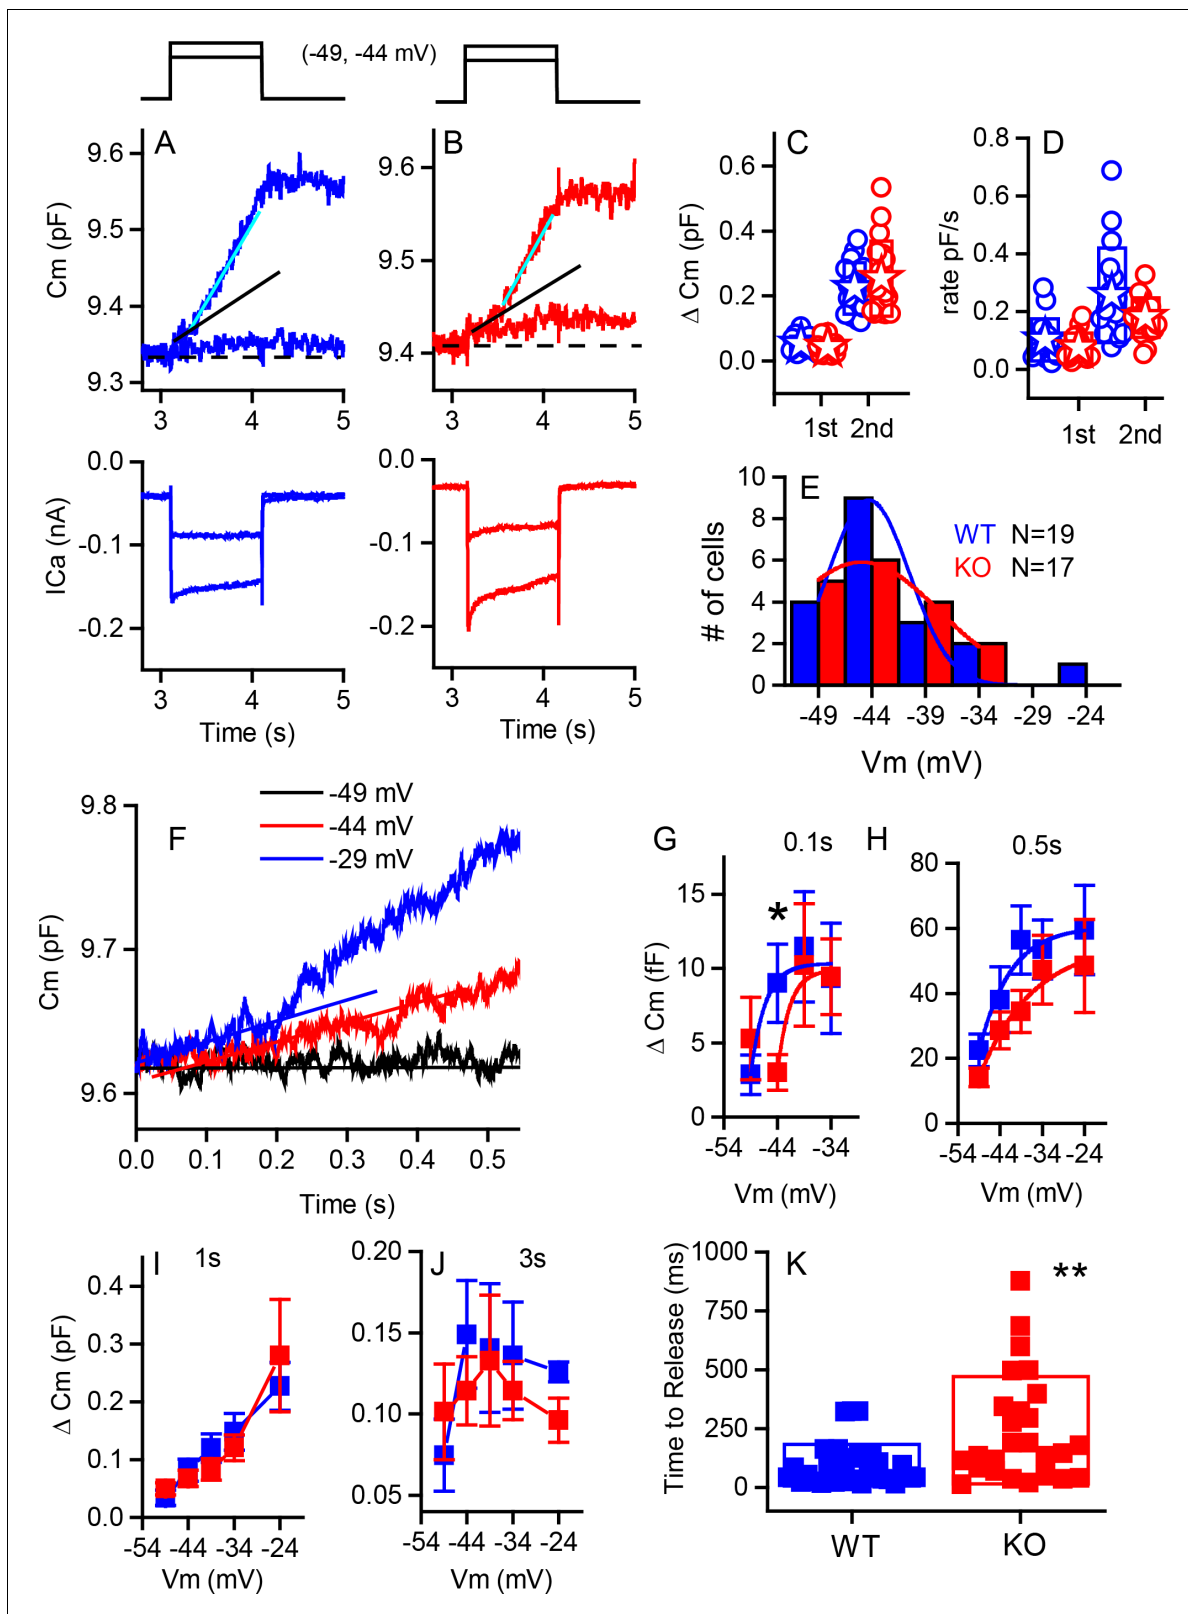 (-49, -44 mV)
A
9.6
9.5
9.4
9.3
Cm (pF)
3 4 5
B
9.6
9.5
9.4
3 4 5
C
0.6
0.4
0.2
0.0
Δ Cm (pF)
1st 2nd
D
0.8
0.6
0.4
0.2
0.0
rate pF/s
1st 2nd
0.0
-0.1
-0.2
ICa (nA)
3 4 5
Time (s)
0.0
-0.1
-0.2
3 4 5
Time (s)
E
10
8
6
4
2
0
# of cells
WT N=19
KO N=17
-49 -44 -39 -34 -29 -24
Vm (mV)
F
-49 mV
-44 mV
-29 mV
9.8
9.7
9.6
Cm (pF)
0.0 0.1 0.2 0.3 0.4 0.5
Time (s)
G
0.1s
15
10
5
0
Δ Cm (fF)
*
-54 -44 -34
Vm (mV)
H
0.5s
80
60
40
20
0
-54 -44 -34 -24
Vm (mV)
I
1s
0.4
0.3
0.2
0.1
0.0
Δ Cm (pF)
-54 -44 -34 -24
Vm (mV)
J
3s
0.20
0.15
0.10
0.05
-54 -44 -34 -24
Vm (mV)
K
1000
750
500
250
0
Time to Release (ms)
**
WT KO